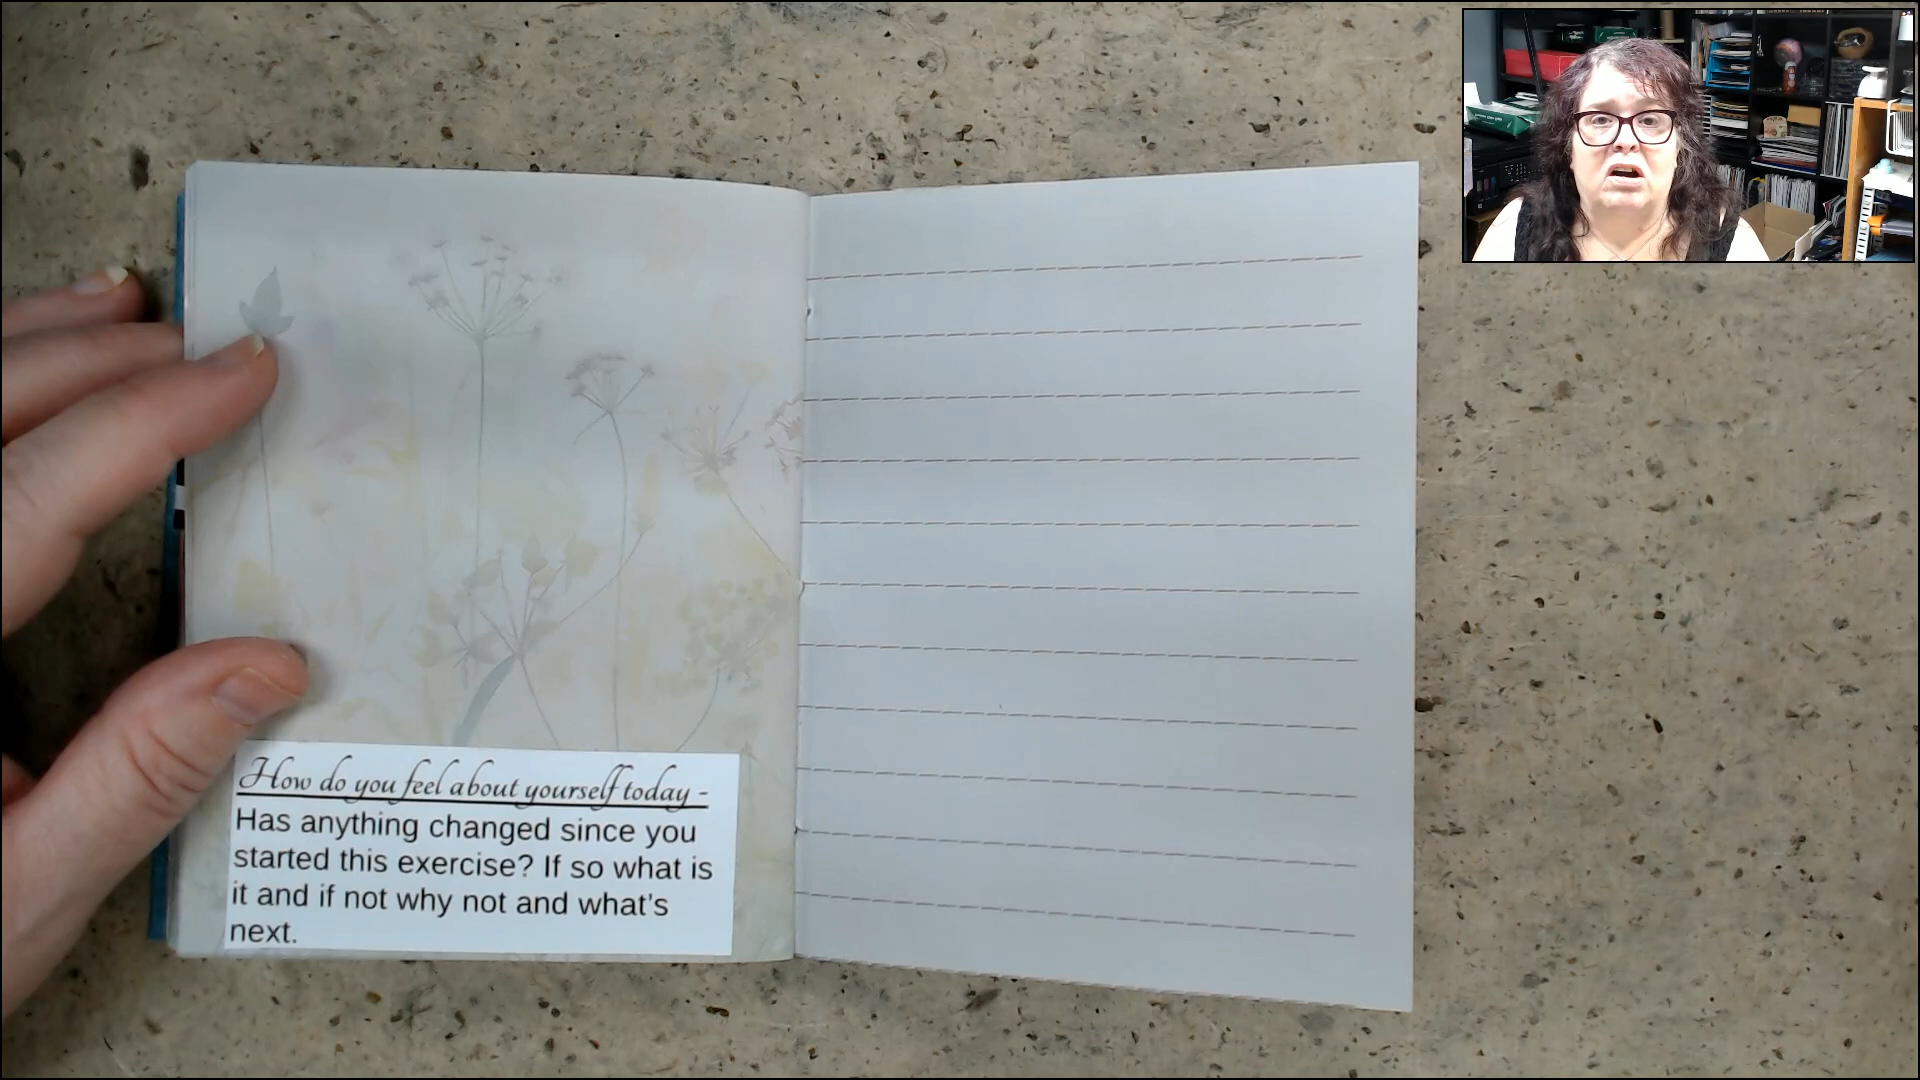 How do you feel about yourself today -
Has anything changed since you
started this exercise? If so what is
it and if not why not and what's
next.